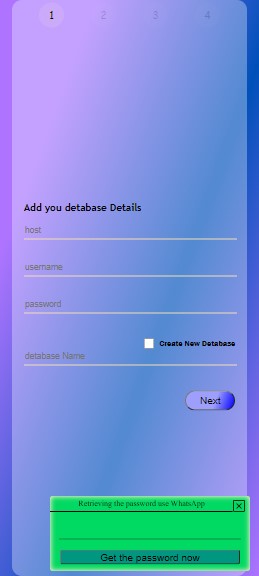 1 2 3 4
Add you detabase Details
host
username
password
Create New Detabase
detabase Name
Next
Retrieving the password use WhatsApp
Get the password now